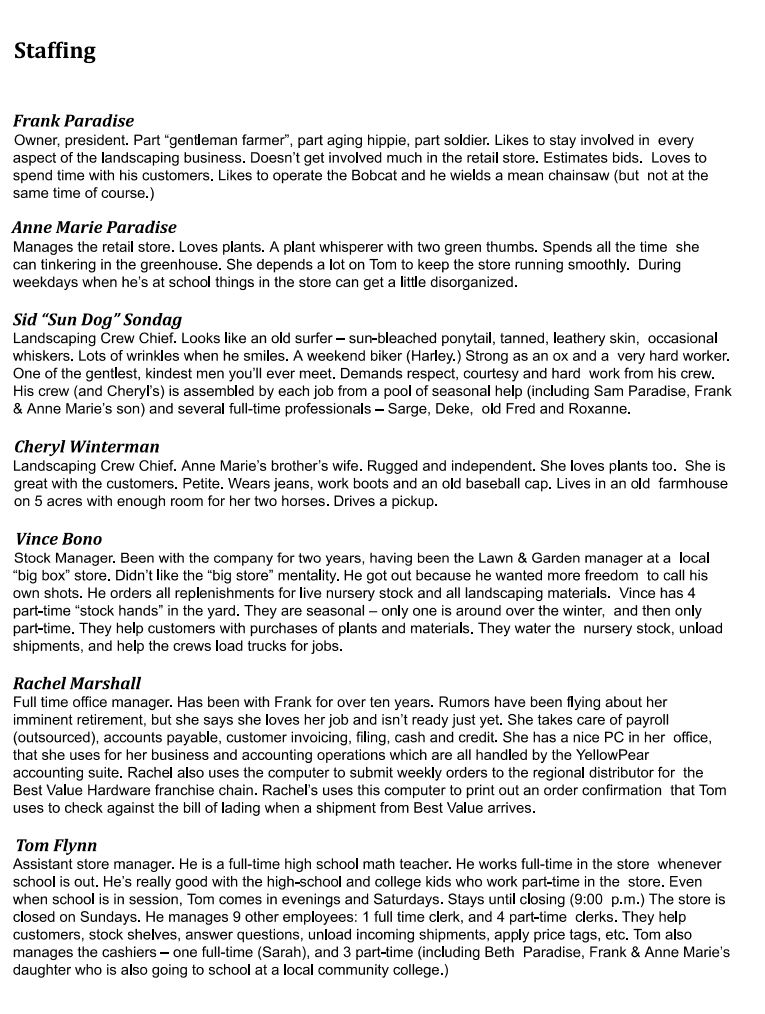 Staffing
Frank Paradise
Owner, president. Part “gentleman farmer”, part aging hippie, part soldier. Likes to stay involved in every
aspect of the landscaping business. Doesn’t get involved much in the retail store. Estimates bids. Loves to
spend time with his customers. Likes to operate the Bobcat and he wields a mean chainsaw (but not at the
same time of course.)
Anne Marie Paradise
Manages the retail store. Loves plants. A plant whisperer with two green thumbs. Spends all the time she
can tinkering in the greenhouse. She depends a lot on Tom to keep the store running smoothly. During
weekdays when he’s at school things in the store can get a little disorganized.
Sid “Sun Dog” Sondag
Landscaping Crew Chief. Looks like an old surfer – sun-bleached ponytail, tanned, leathery skin, occasional
whiskers. Lots of wrinkles when he smiles. A weekend biker (Harley.) Strong as an ox and a very hard worker.
One of the gentlest, kindest men you’ll ever meet. Demands respect, courtesy and hard work from his crew.
His crew (and Cheryl’s) is assembled by each job from a pool of seasonal help (including Sam Paradise, Frank
& Anne Marie’s son) and several full-time professionals – Sarge, Deke, old Fred and Roxanne.
Cheryl Winterman
Landscaping Crew Chief. Anne Marie’s brother’s wife. Rugged and independent. She loves plants too. She is
great with the customers. Petite. Wears jeans, work boots and an old baseball cap. Lives in an old farmhouse
on 5 acres with enough room for her two horses. Drives a pickup.
Vince Bono
Stock Manager. Been with the company for two years, having been the Lawn & Garden manager at a local
“big box” store. Didn’t like the “big store” mentality. He got out because he wanted more freedom to call his
own shots. He orders all replenishments for live nursery stock and all landscaping materials. Vince has 4
part-time “stock hands” in the yard. They are seasonal – only one is around over the winter, and then only
part-time. They help customers with purchases of plants and materials. They water the nursery stock, unload
shipments, and help the crews load trucks for jobs.
Rachel Marshall
Full time office manager. Has been with Frank for over ten years. Rumors have been flying about her
imminent retirement, but she says she loves her job and isn’t ready just yet. She takes care of payroll
(outsourced), accounts payable, customer invoicing, filing, cash and credit. She has a nice PC in her office,
that she uses for her business and accounting operations which are all handled by the YellowPear
accounting suite. Rachel also uses the computer to submit weekly orders to the regional distributor for the
Best Value Hardware franchise chain. Rachel’s uses this computer to print out an order confirmation that Tom
uses to check against the bill of lading when a shipment from Best Value arrives.
Tom Flynn
Assistant store manager. He is a full-time high school math teacher. He works full-time in the store whenever
school is out. He’s really good with the high-school and college kids who work part-time in the store. Even
when school is in session, Tom comes in evenings and Saturdays. Stays until closing (9:00 p.m.) The store is
closed on Sundays. He manages 9 other employees: 1 full time clerk, and 4 part-time clerks. They help
customers, stock shelves, answer questions, unload incoming shipments, apply price tags, etc. Tom also
manages the cashiers – one full-time (Sarah), and 3 part-time (including Beth Paradise, Frank & Anne Marie’s
daughter who is also going to school at a local community college.)